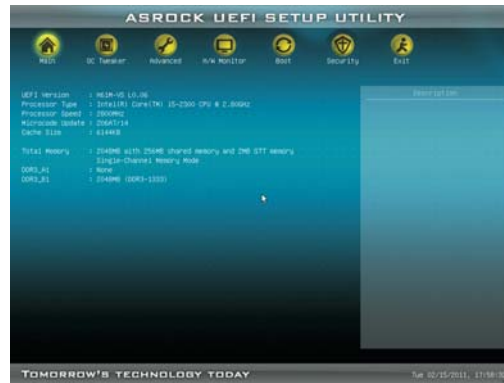 ASROCK UEFI SETUP UTILITY
Main OC Tweaker Advanced H/W Monitor Boot Security Exit
UEFI Version : H61M-VS L0.06
Processor Type : Intel(R) Core(TM) i5-2300 CPU @ 2.80GHz
Processor Speed : 2800MHz
Microcode Update : 206A7/14
Cache Size : 6144KB
Total Memory : 2048MB with 256MB shared memory and 2MB GTT memory
Single-Channel Memory Mode
DDR3_A1 : None
DDR3_B1 : 2048MB (DDR3-1333)
Description
TOMORROW'S TECHNOLOGY TODAY
Tue 02/15/2011,